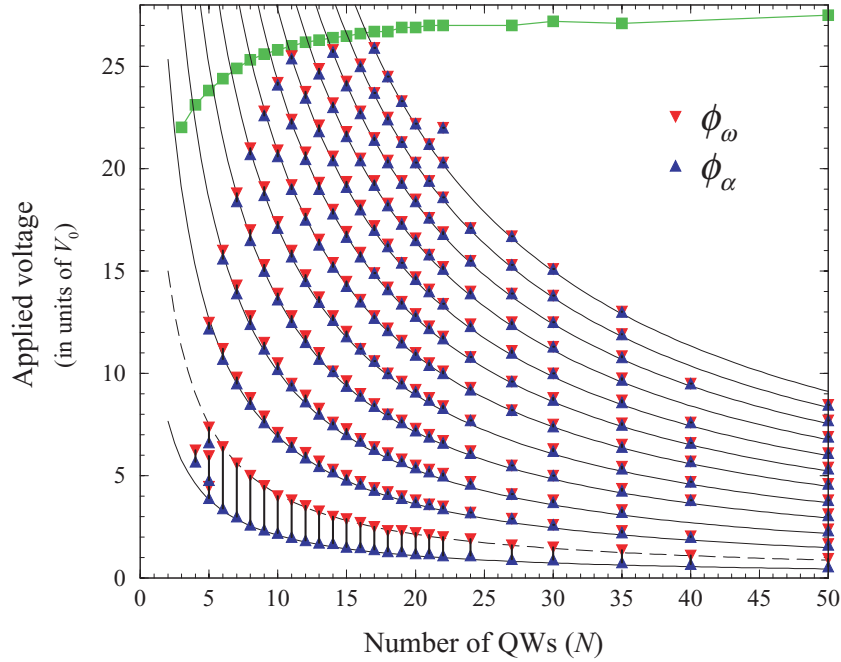 25
20
15
10
5
0
0 5 10 15 20 25 30 35 40 45 50
Applied voltage
(in units of V₀)
Number of QWs (N)
ϕω
ϕα